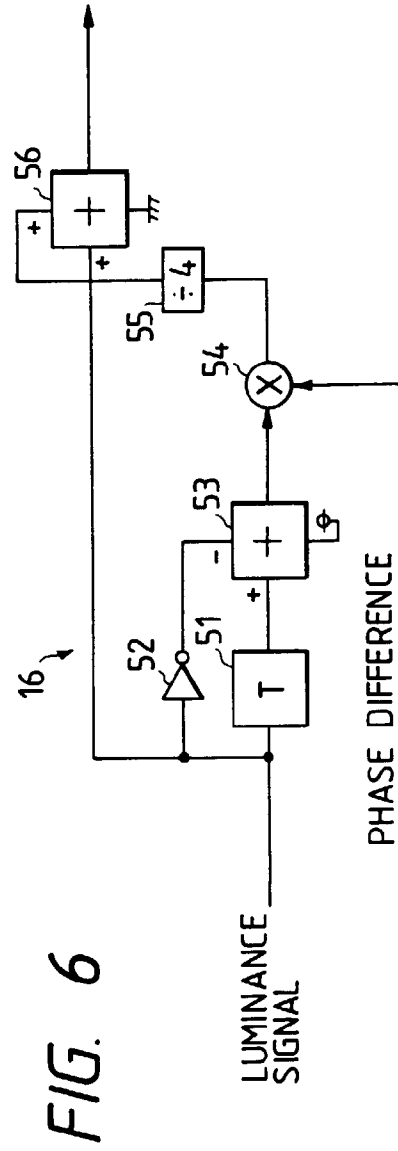 FIG. 6
16
56
+
+
+
55
÷ 4
54
X
52
53
-
+
+
51
T
LUMINANCE
SIGNAL
PHASE DIFFERENCE